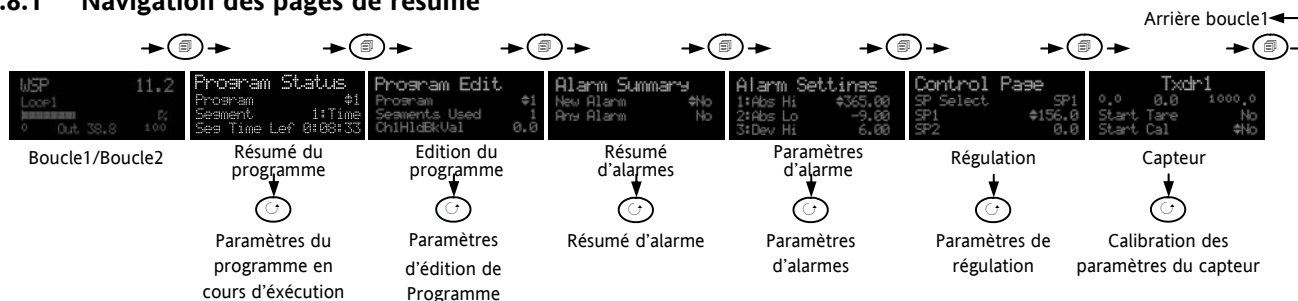 .8.1 Navigation des pages de résumé
Arrière boucle1
WSP 11.2
Loop1
%
0 Out 38.8 100
Program Status
Program 1
Segment 1:Time
Seg Time Lef 0:08:33
Program Edit
Program 1
Segments Used 1
Ch1HldBkVal 0.0
Alarm Summary
New Alarm No
Any Alarm No
Alarm Settings
1:Abs Hi 365.00
2:Abs Lo -9.00
3:Dev Hi 6.00
Control Page
SP Select SP1
SP1 156.0
SP2 0.0
Txdr1
0.0 0.0 1000.0
Start Tare No
Start Cal No
Boucle1/Boucle2
Résumé du
programme
Edition du
programme
Résumé
d'alarmes
Paramètres
d'alarme
Régulation
Capteur
Paramètres du
programme en
cours d'éxécution
Paramètres
d'édition de
Programme
Résumé d'alarme
Paramètres
d'alarmes
Paramètres de
régulation
Calibration des
paramètres du capteur